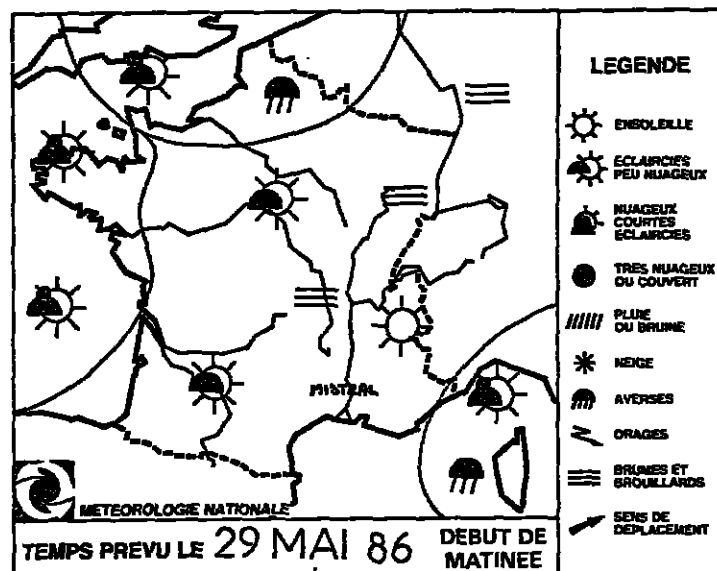 MISTRAL
METEOROLOGIE NATIONALE
TEMPS PREVU LE 29 MAI 86 DEBUT DE
MATINEE
LEGENDE
ENSOLEILLE
ECLAIRCIES
PEU NUAGEUX
NUAGEUX
COURTES
ECLAIRCIES
TRES NUAGEUX
OU COUVERT
PLUIE
OU BRUINE
NEIGE
AVERSES
ORAGES
BRUMES ET
BROUILLARDS
SENS DE
DEPLACEMENT